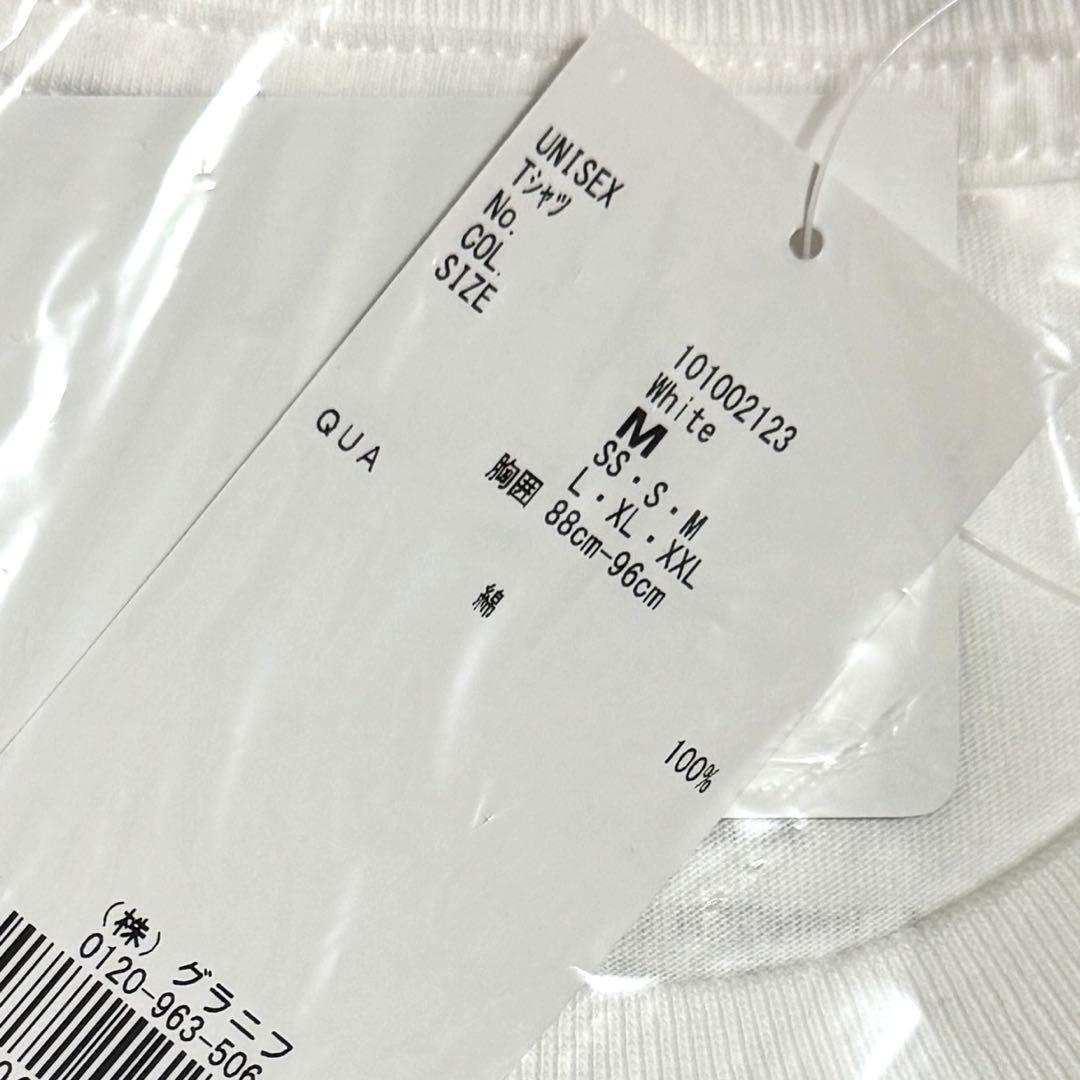 UNISEX
Tシャツ
No. 101002123
COL. White
SIZE M
SS・S・M
L・XL・XXL
胸囲 88cm-96cm
QUA
綿 100%
(株)グラニフ
0120-963-506